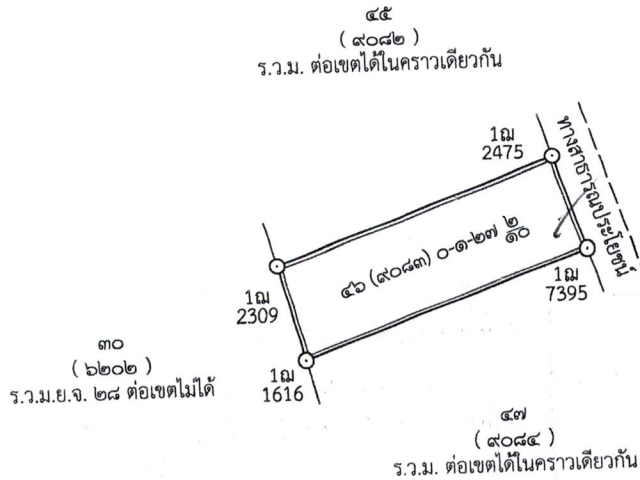 ๔๕
( ๙๐๘๒ )
ร.ว.ม. ต่อเขตได้ในคราวเดียวกัน
1ฌ
2475
ทางสาธารณประโยชน์
๔๖ (๙๐๘๓) ๐-๑-๒๗ ๒/๑๐
1ฌ
2309
1ฌ
7395
๓๐
( ๖๒๐๒ )
ร.ว.ม.ย.จ. ๒๘ ต่อเขตไม่ได้
1ฌ
1616
๔๗
( ๙๐๘๔ )
ร.ว.ม. ต่อเขตได้ในคราวเดียวกัน